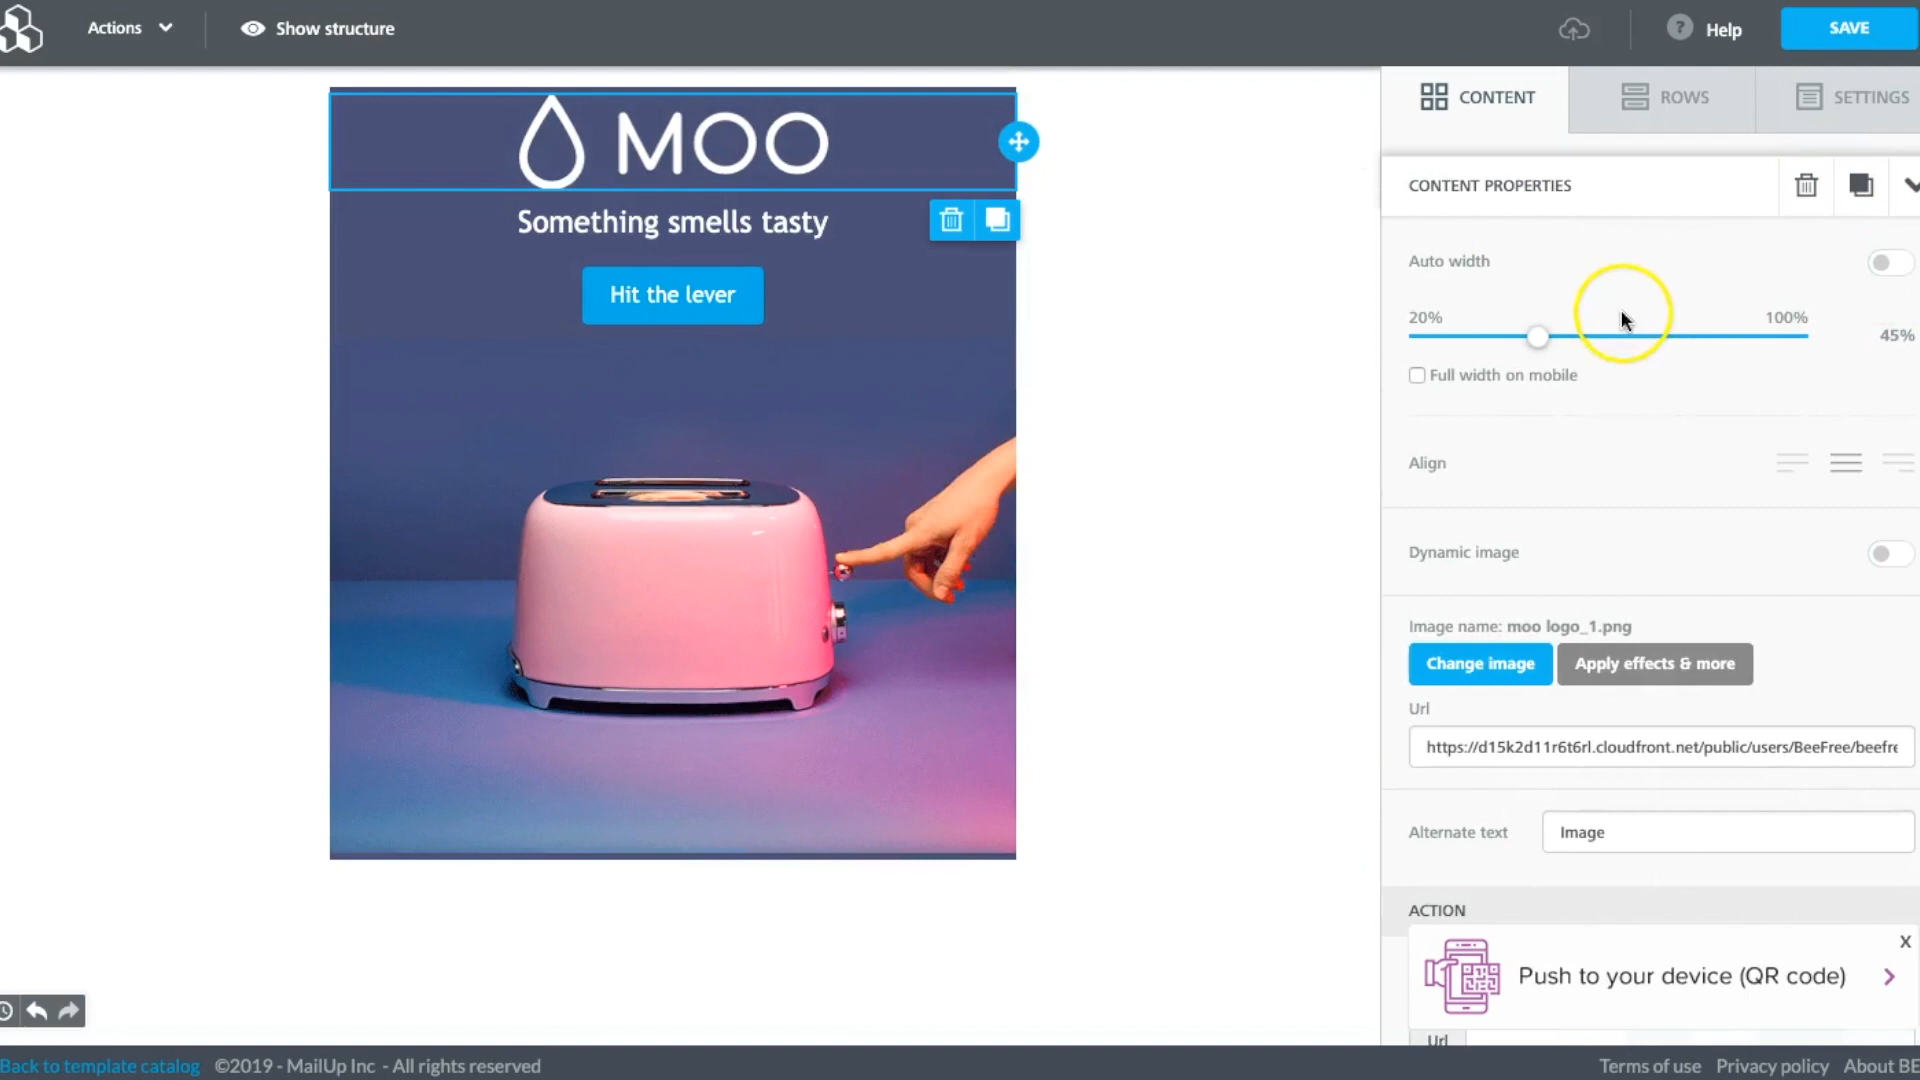 Actions
Show structure
Help
SAVE
MOO
Something smells tasty
Hit the lever
CONTENT
ROWS
SETTINGS
CONTENT PROPERTIES
Auto width
20%
100%
45%
Full width on mobile
Align
Dynamic image
Image name: moo logo_1.png
Change image
Apply effects & more
Url
https://d15k2d11r6t6rl.cloudfront.net/public/users/BeeFree/beefre
Alternate text
Image
ACTION
X
Push to your device (QR code)
Url
Back to template catalog ©2019 - MailUp Inc - All rights reserved
Terms of use Privacy policy About BE